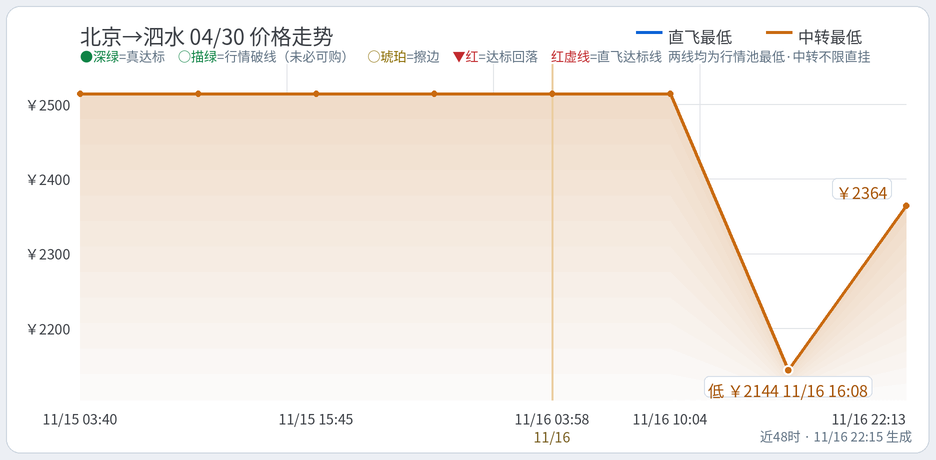 北京→泗水 04/30 价格走势
直飞最低
中转最低
●深绿=真达标 ○描绿=行情破线（未必可购） ○琥珀=擦边 ▼红=达标回落 红虚线=直飞达标线 两线均为行情池最低·中转不限直挂
￥2500
￥2400
￥2300
￥2200
￥2364
低 ￥2144 11/16 16:08
11/15 03:40
11/15 15:45
11/16 03:58
11/16 10:04
11/16 22:13
11/16
近48时 · 11/16 22:15 生成